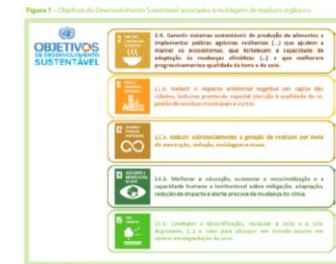 Figura 1 – Objetivos do Desenvolvimento Sustentável associados à reciclagem de resíduos orgânicos
OBJETIVOS
DE DESENVOLVIMENTO
SUSTENTÁVEL
2
2.4. Garantir sistemas sustentáveis de produção de alimentos e
implementar práticas agrícolas resilientes (...) que ajudem a
manter os ecossistemas, que fortaleçam a capacidade de
adaptação às mudanças climáticas (...) e que melhorem
progressivamente a qualidade da terra e do solo.
11
11.6. Reduzir o impacto ambiental negativo per capita das
cidades, inclusive prestando especial atenção à qualidade do ar,
gestão de resíduos municipais e outros.
12
12.5. Reduzir substancialmente a geração de resíduos por meio
da prevenção, redução, reciclagem e reuso.
13
13.3. Melhorar a educação, aumentar a conscientização e a
capacidade humana e institucional sobre mitigação, adaptação,
redução de impacto e alerta precoce da mudança do clima.
15
15.3. Combater a desertificação, restaurar a terra e o solo
degradado, (...) e lutar para alcançar um mundo neutro em
termos de degradação do solo.